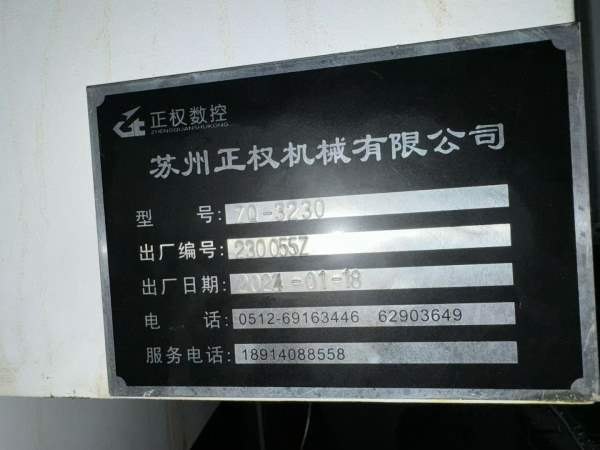 正权数控
ZHENGQUANSHUKONG
苏州正权机械有限公司
型 号: ZQ-3230
出厂编号: 230055Z
出厂日期: 2024-01-18
电 话: 0512-69163446 62903649
服务电话: 18914088558